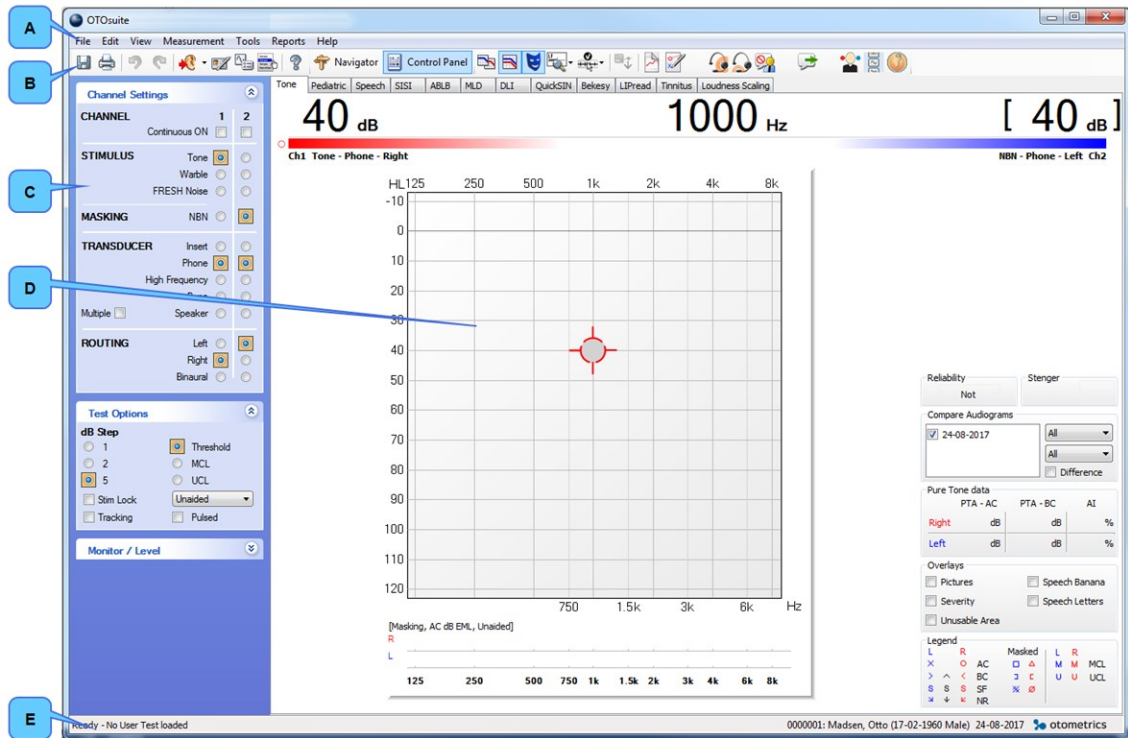 OTOsuite
A
File Edit View Measurement Tools Reports Help
B
Navigator Control Panel
Channel Settings
CHANNEL 1 2
Continuous ON
STIMULUS Tone
Warble
FRESH Noise
MASKING NBN
TRANSDUCER Insert
Phone
High Frequency
Multiple Speaker
ROUTING Left
Right
Binaural
C
D
Test Options
dB Step
1 Threshold
2 MCL
5 UCL
Stim Lock Unaided
Tracking Pulsed
Monitor / Level
Tone Pediatric Speech SISI ABLB MLD DLI QuickSIN Bekesy LIPread Tinnitus Loudness Scaling
40 dB 1000 Hz [ 40 dB ]
Ch1 Tone - Phone - Right NBN - Phone - Left Ch2
HL 125 250 500 1k 2k 4k 8k
-10
0
10
20
30
40
50
60
70
80
90
100
110
120
750 1.5k 3k 6k Hz
[Masking, AC dB EML, Unaided]
R
L
125 250 500 750 1k 1.5k 2k 3k 4k 6k 8k
Reliability Stenger
Not
Compare Audiograms
24-08-2017 All
All
Difference
Pure Tone data
PTA - AC PTA - BC AI
Right dB dB %
Left dB dB %
Overlays
Pictures Speech Banana
Severity Speech Letters
Unusable Area
Legend
L R Masked L R
X O AC M M MCL
> ^ < BC U U UCL
S S S SF
NR
E
Ready - No User Test loaded 0000001: Madsen, Otto (17-02-1960 Male) 24-08-2017 otometrics